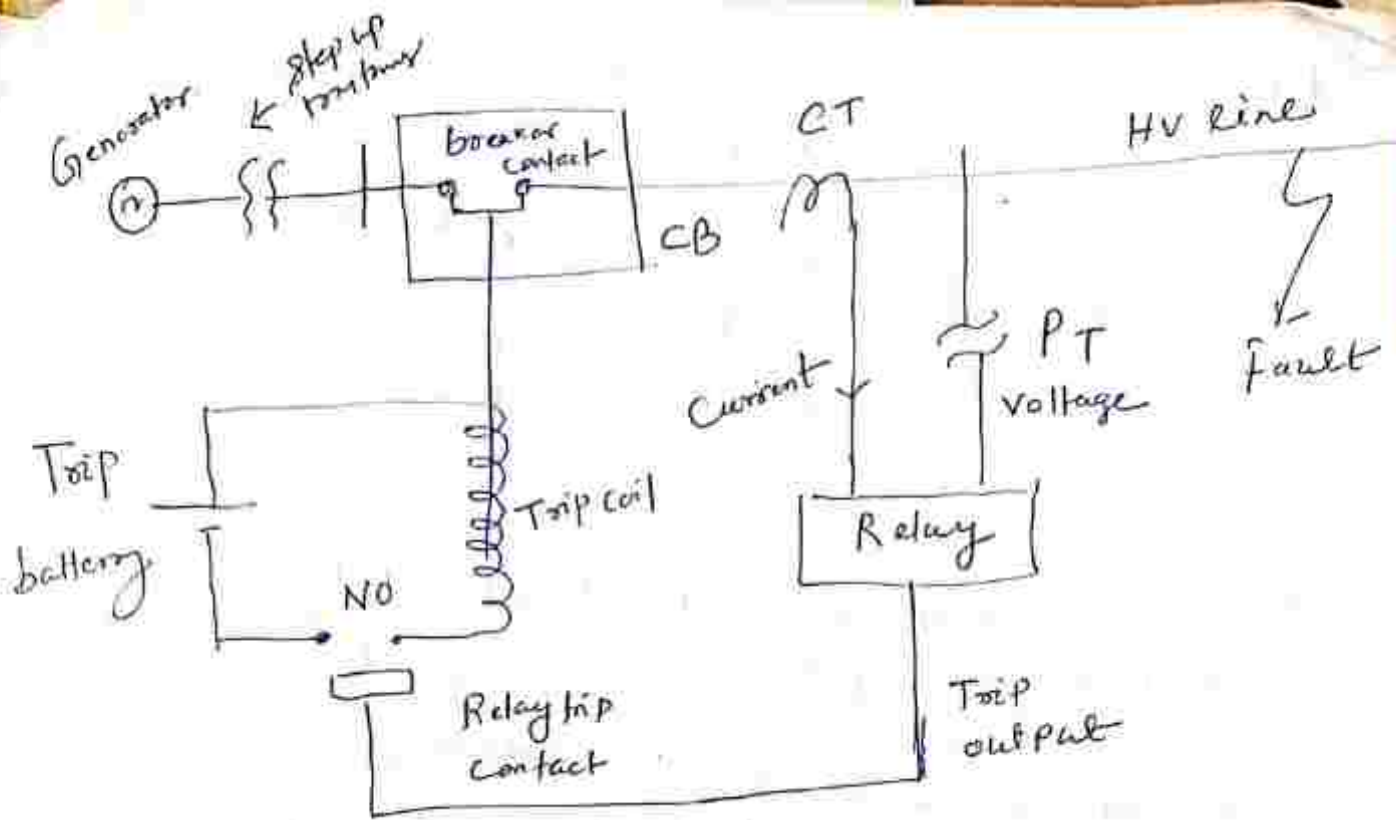 Generator
step up
CT
HV line
breaker
contact
CB
PT
voltage
Fault
Current
Trip
battery
Trip coil
Relay
NO
Relay trip
contact
Trip
output